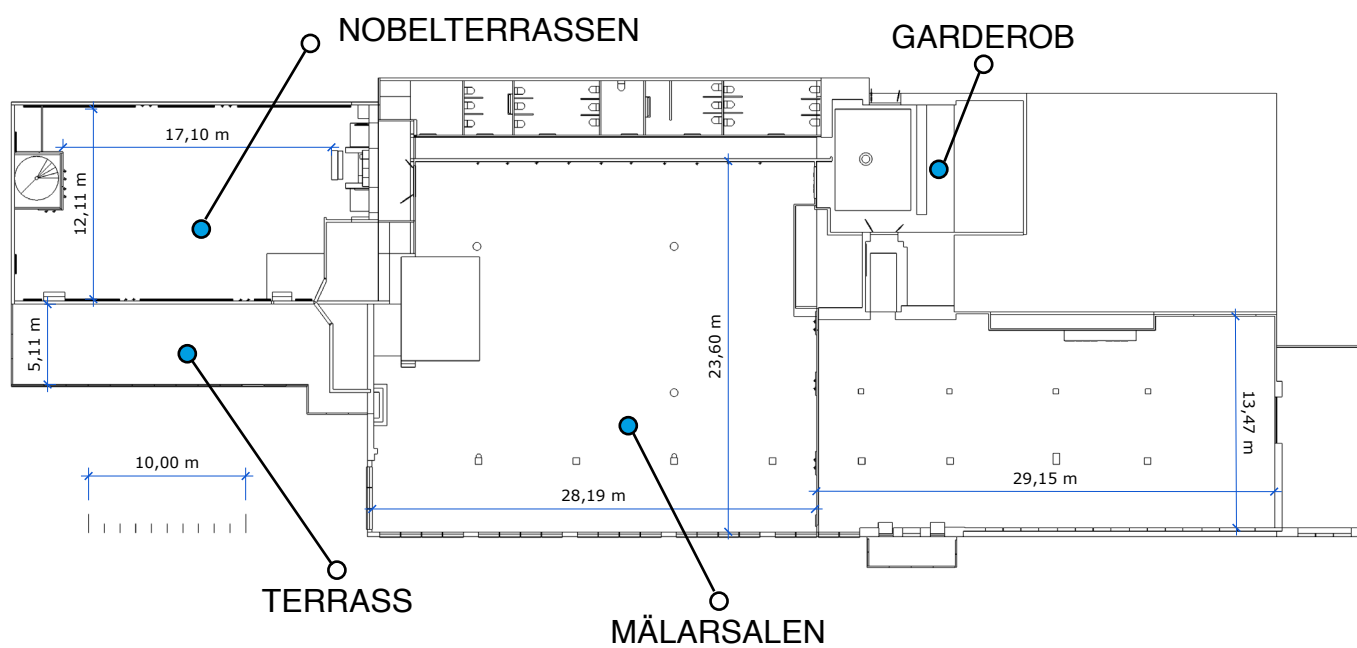 NOBELTERRASSEN
GARDEROB
17,10 m
12,11 m
5,11 m
23,60 m
13,47 m
10,00 m
28,19 m
29,15 m
TERRASS
MÄLARSALEN